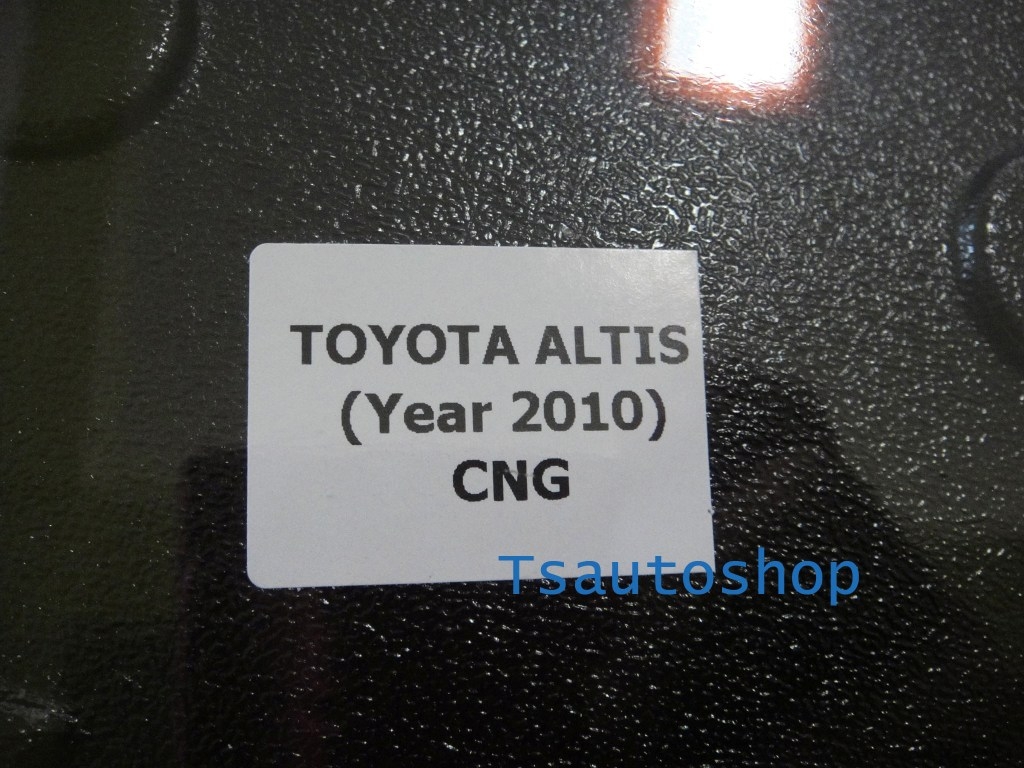 TOYOTA ALTIS
(Year 2010)
CNG
Tsautoshop